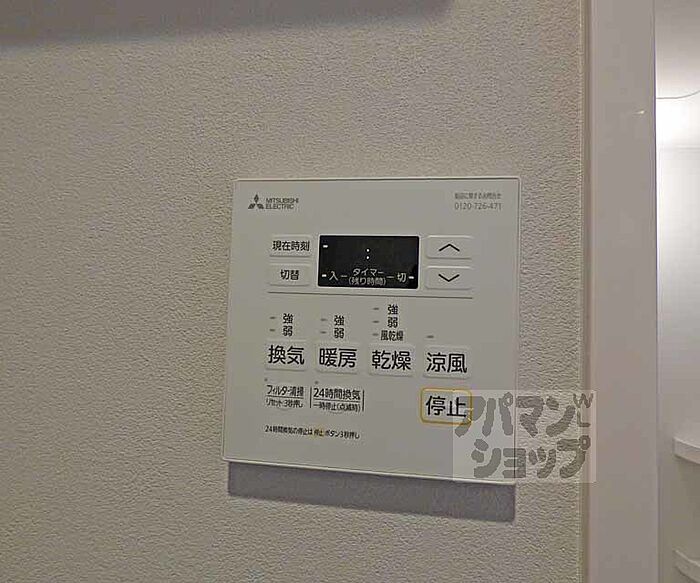 MITSUBISHI
ELECTRIC
製品に関するお問合せ
0120-726-471
現在時刻
:
切替
入 タイマー 切
(残り時間)
強
弱
強
弱
強
弱
風乾燥
換気 暖房 乾燥 涼風
フィルター清掃
リセット:3秒押し
24時間換気
一時停止(点滅時)
停止
24時間換気の停止は 停止 ボタン3秒押し
アパマンWLショップ